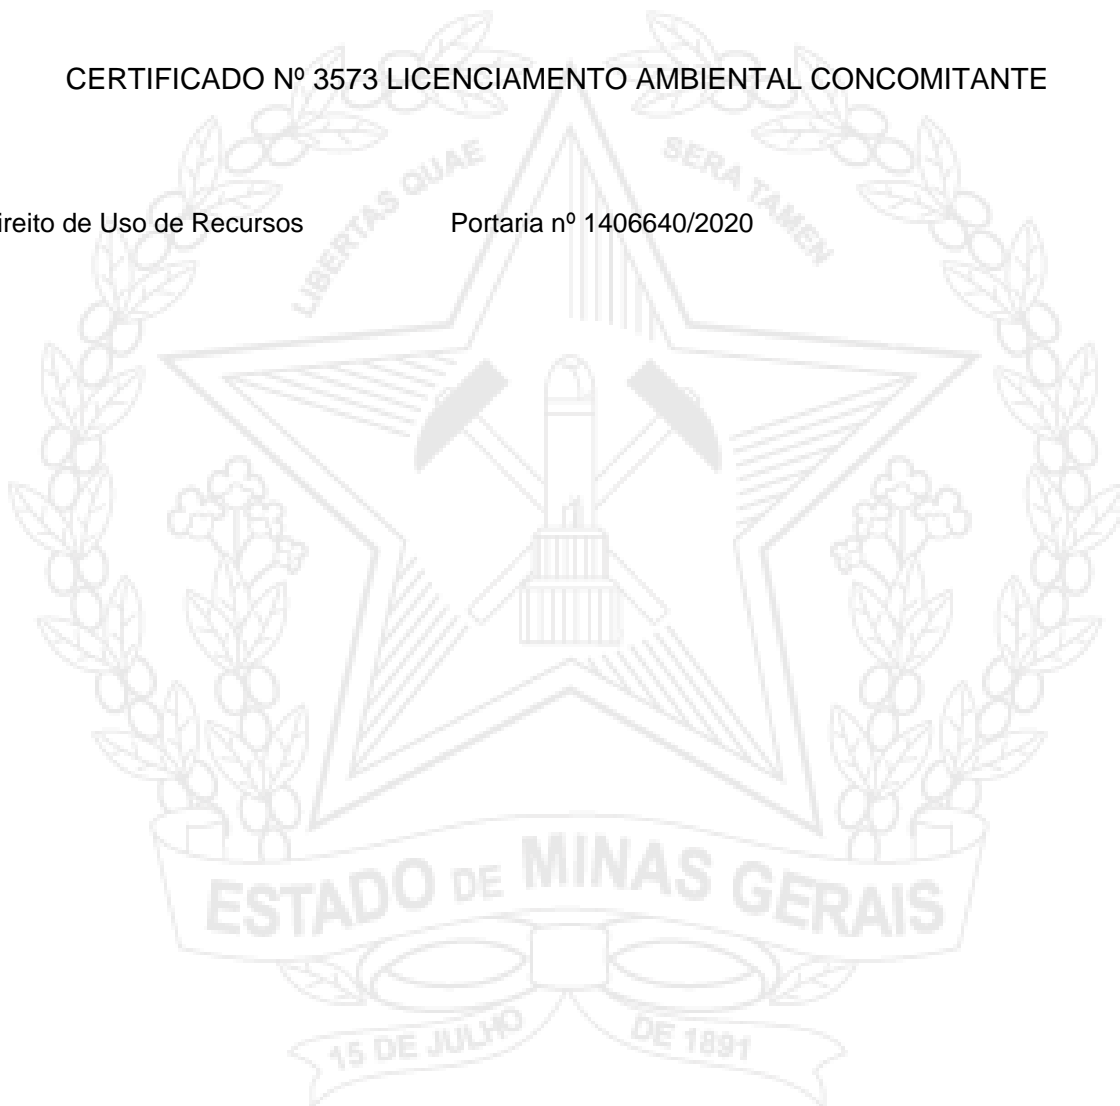 CERTIFICADO Nº 3573 LICENCIAMENTO AMBIENTAL CONCOMITANTE
LIBERTAS QUAE SERA TAMEN
ireito de Uso de Recursos Portaria nº 1406640/2020
ESTADO DE MINAS GERAIS
15 DE JULHO DE 1891